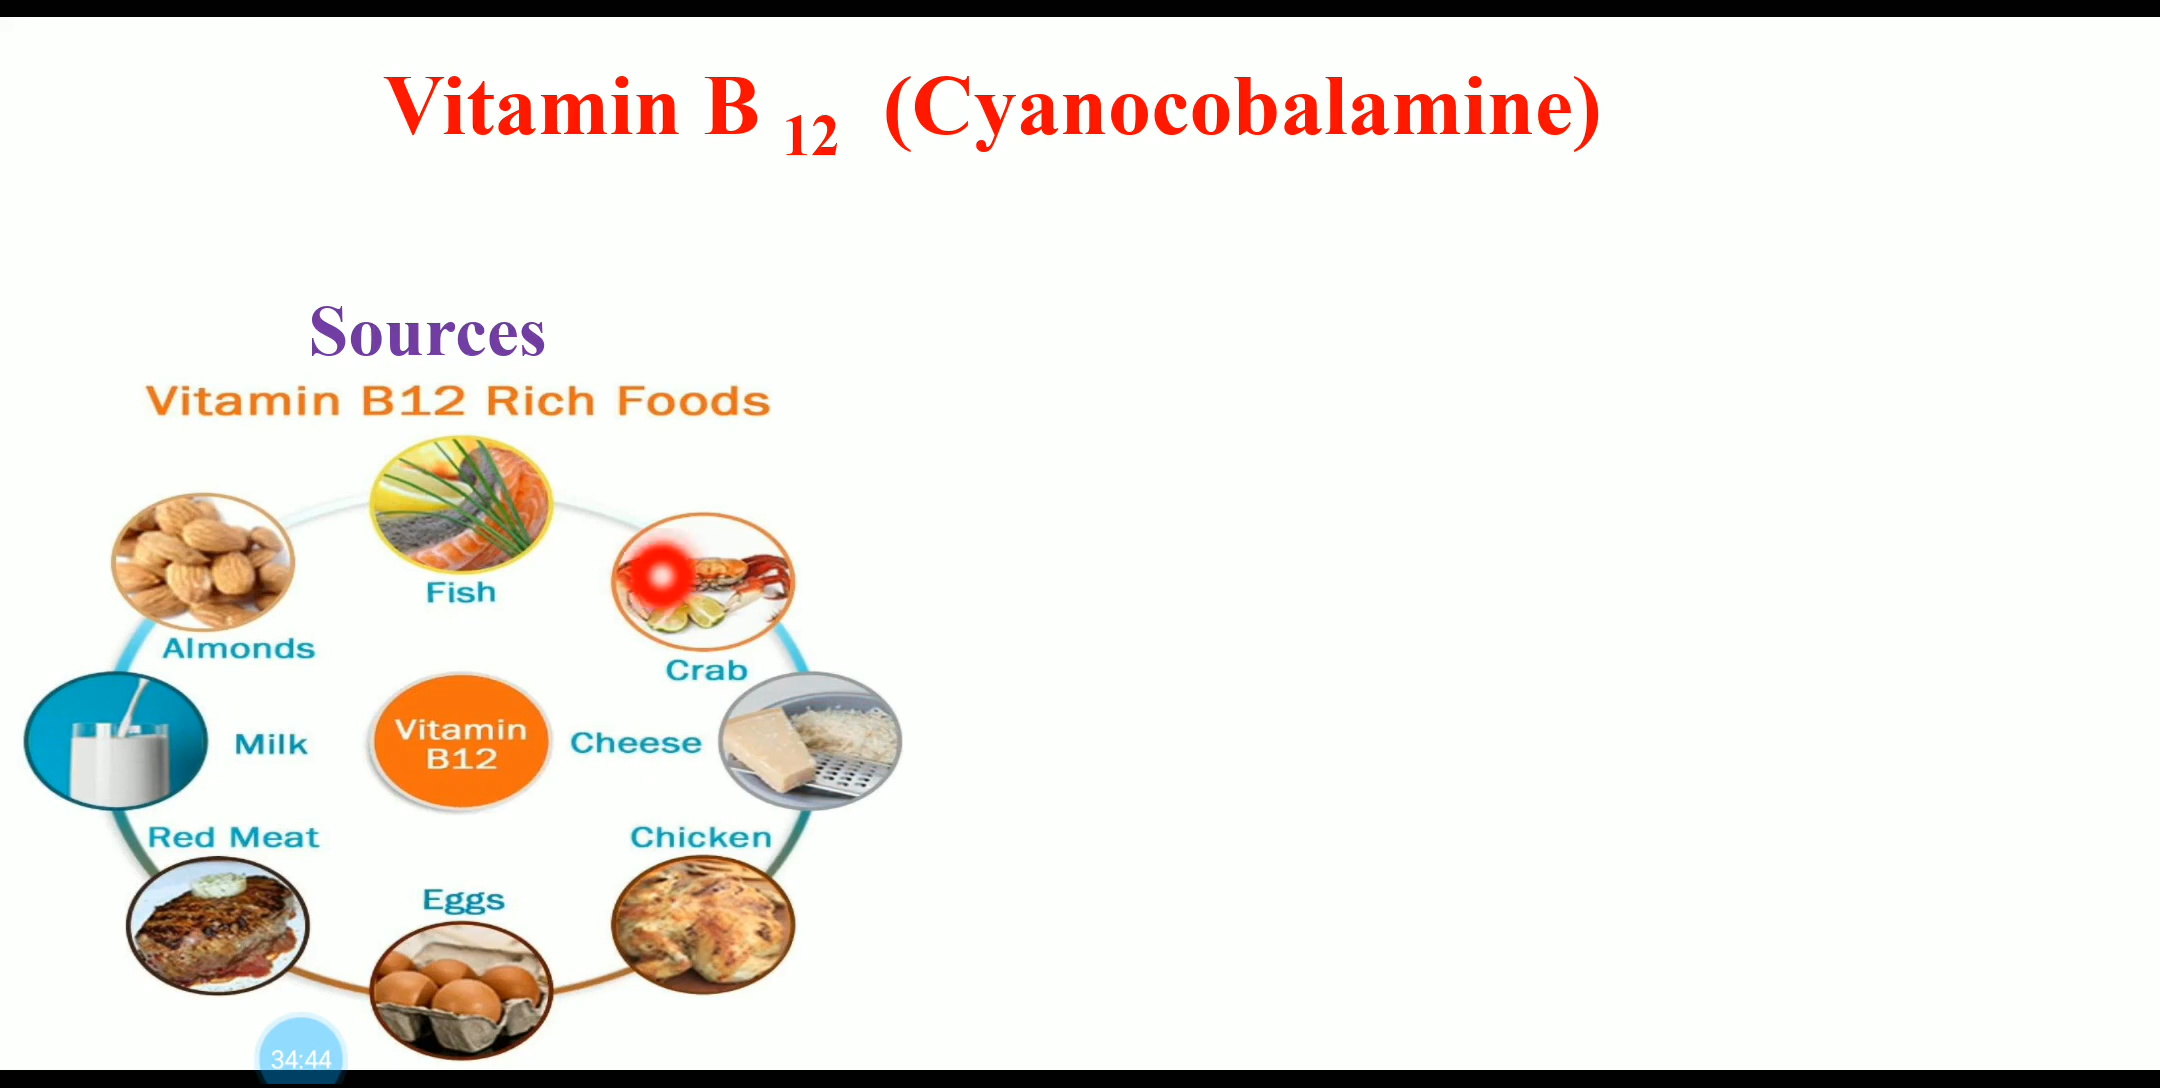 Vitamin B 12 (Cyanocobalamine)
Sources
Vitamin B12 Rich Foods
Fish
Almonds
Crab
Milk
Vitamin
B12
Cheese
Red Meat
Chicken
Eggs
34:44